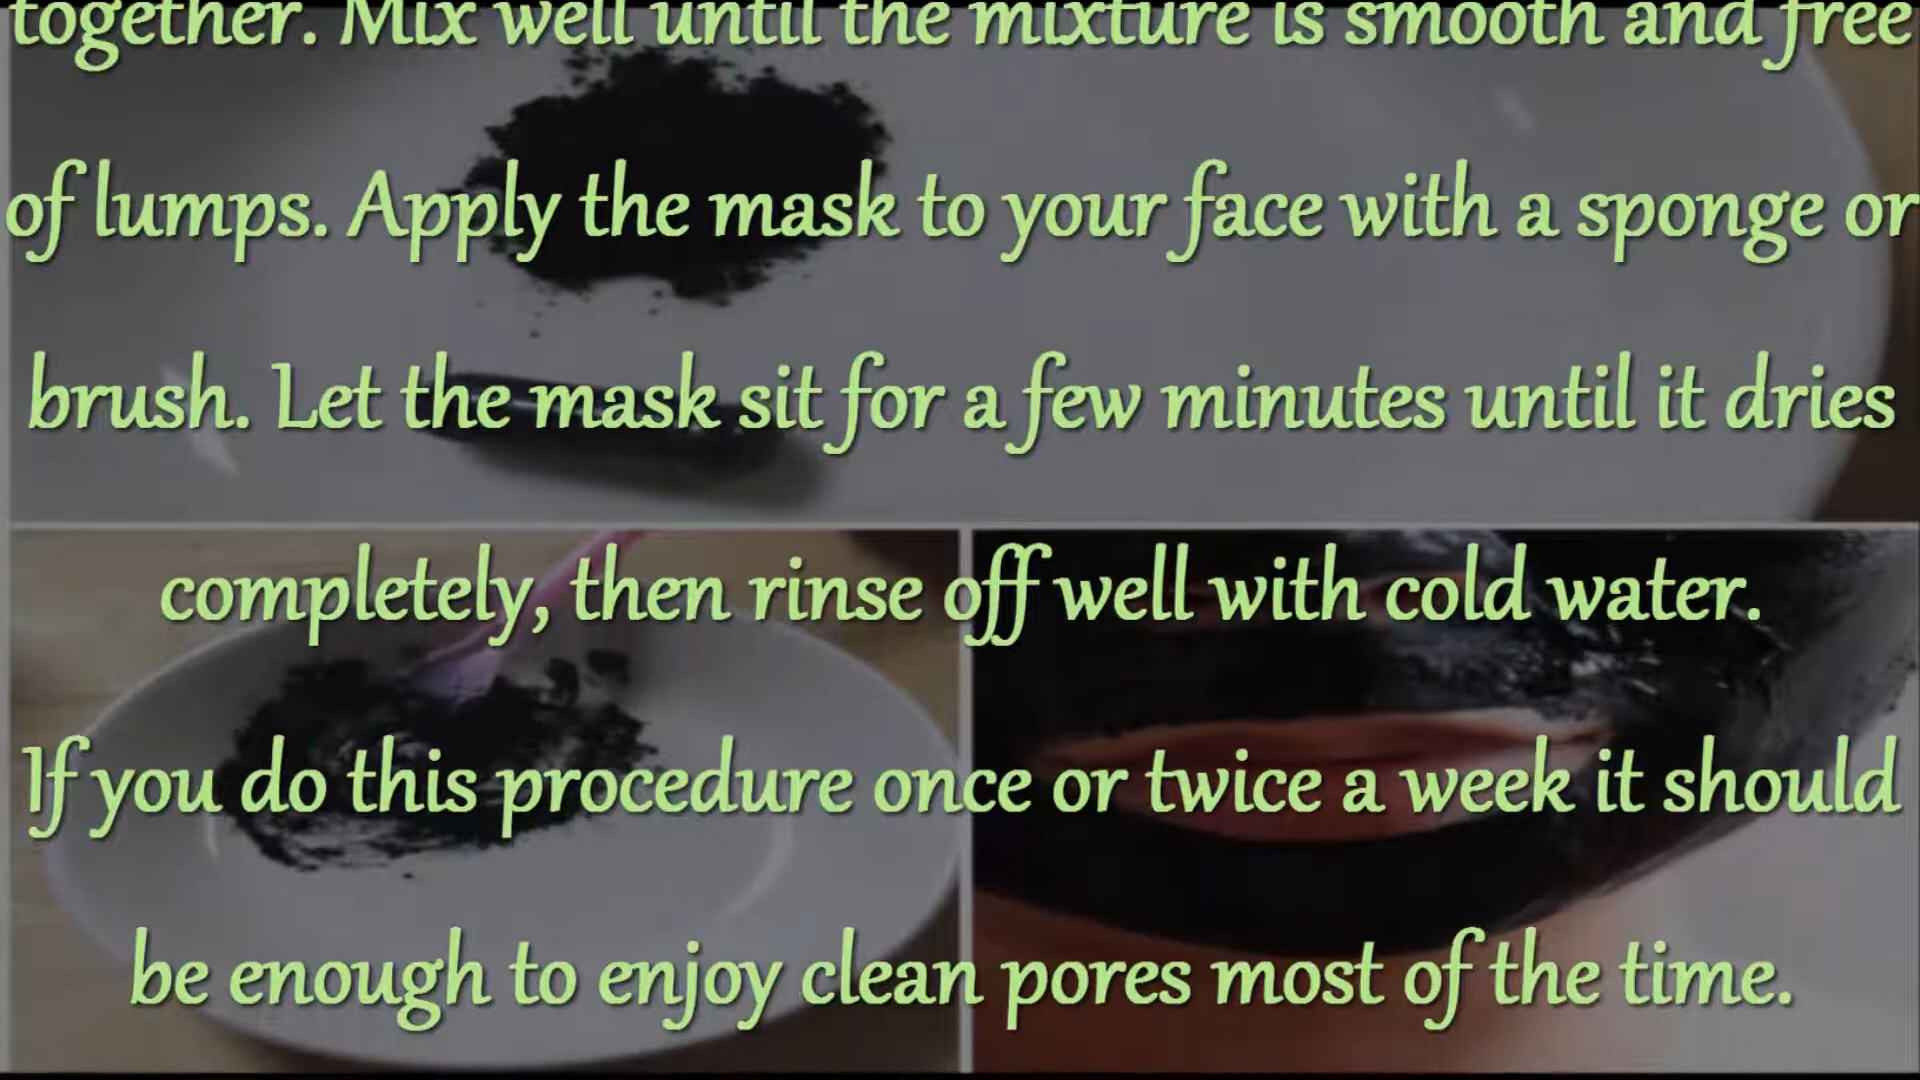 together. Mix well until the mixture is smooth and free
of lumps. Apply the mask to your face with a sponge or
brush. Let the mask sit for a few minutes until it dries
completely, then rinse off well with cold water.
If you do this procedure once or twice a week it should
be enough to enjoy clean pores most of the time.